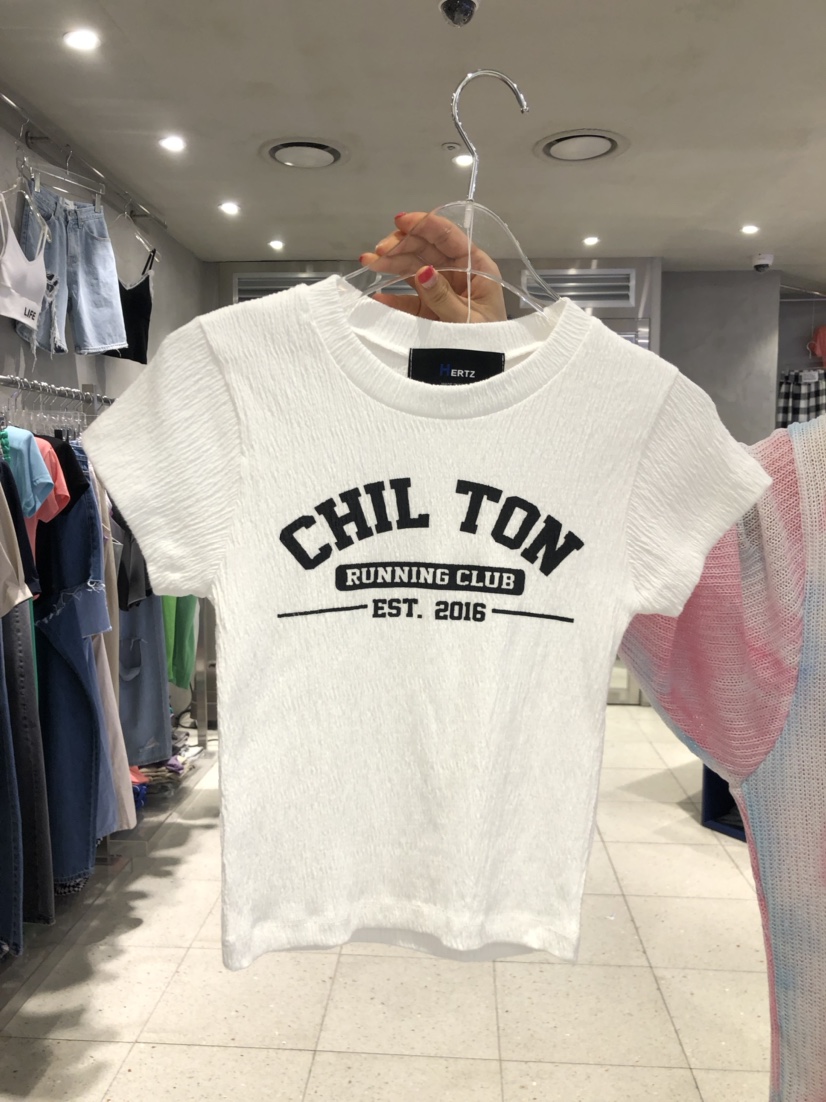 LIFE
HERTZ
CHIL TON
RUNNING CLUB
EST. 2016